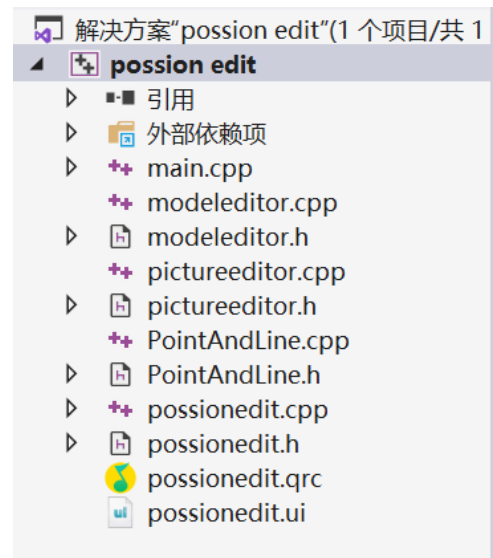 解决方案"possion edit"(1 个项目/共 1
possion edit
引用
外部依赖项
main.cpp
modeleditor.cpp
modeleditor.h
pictureeditor.cpp
pictureeditor.h
PointAndLine.cpp
PointAndLine.h
possionedit.cpp
possionedit.h
possionedit.qrc
possionedit.ui